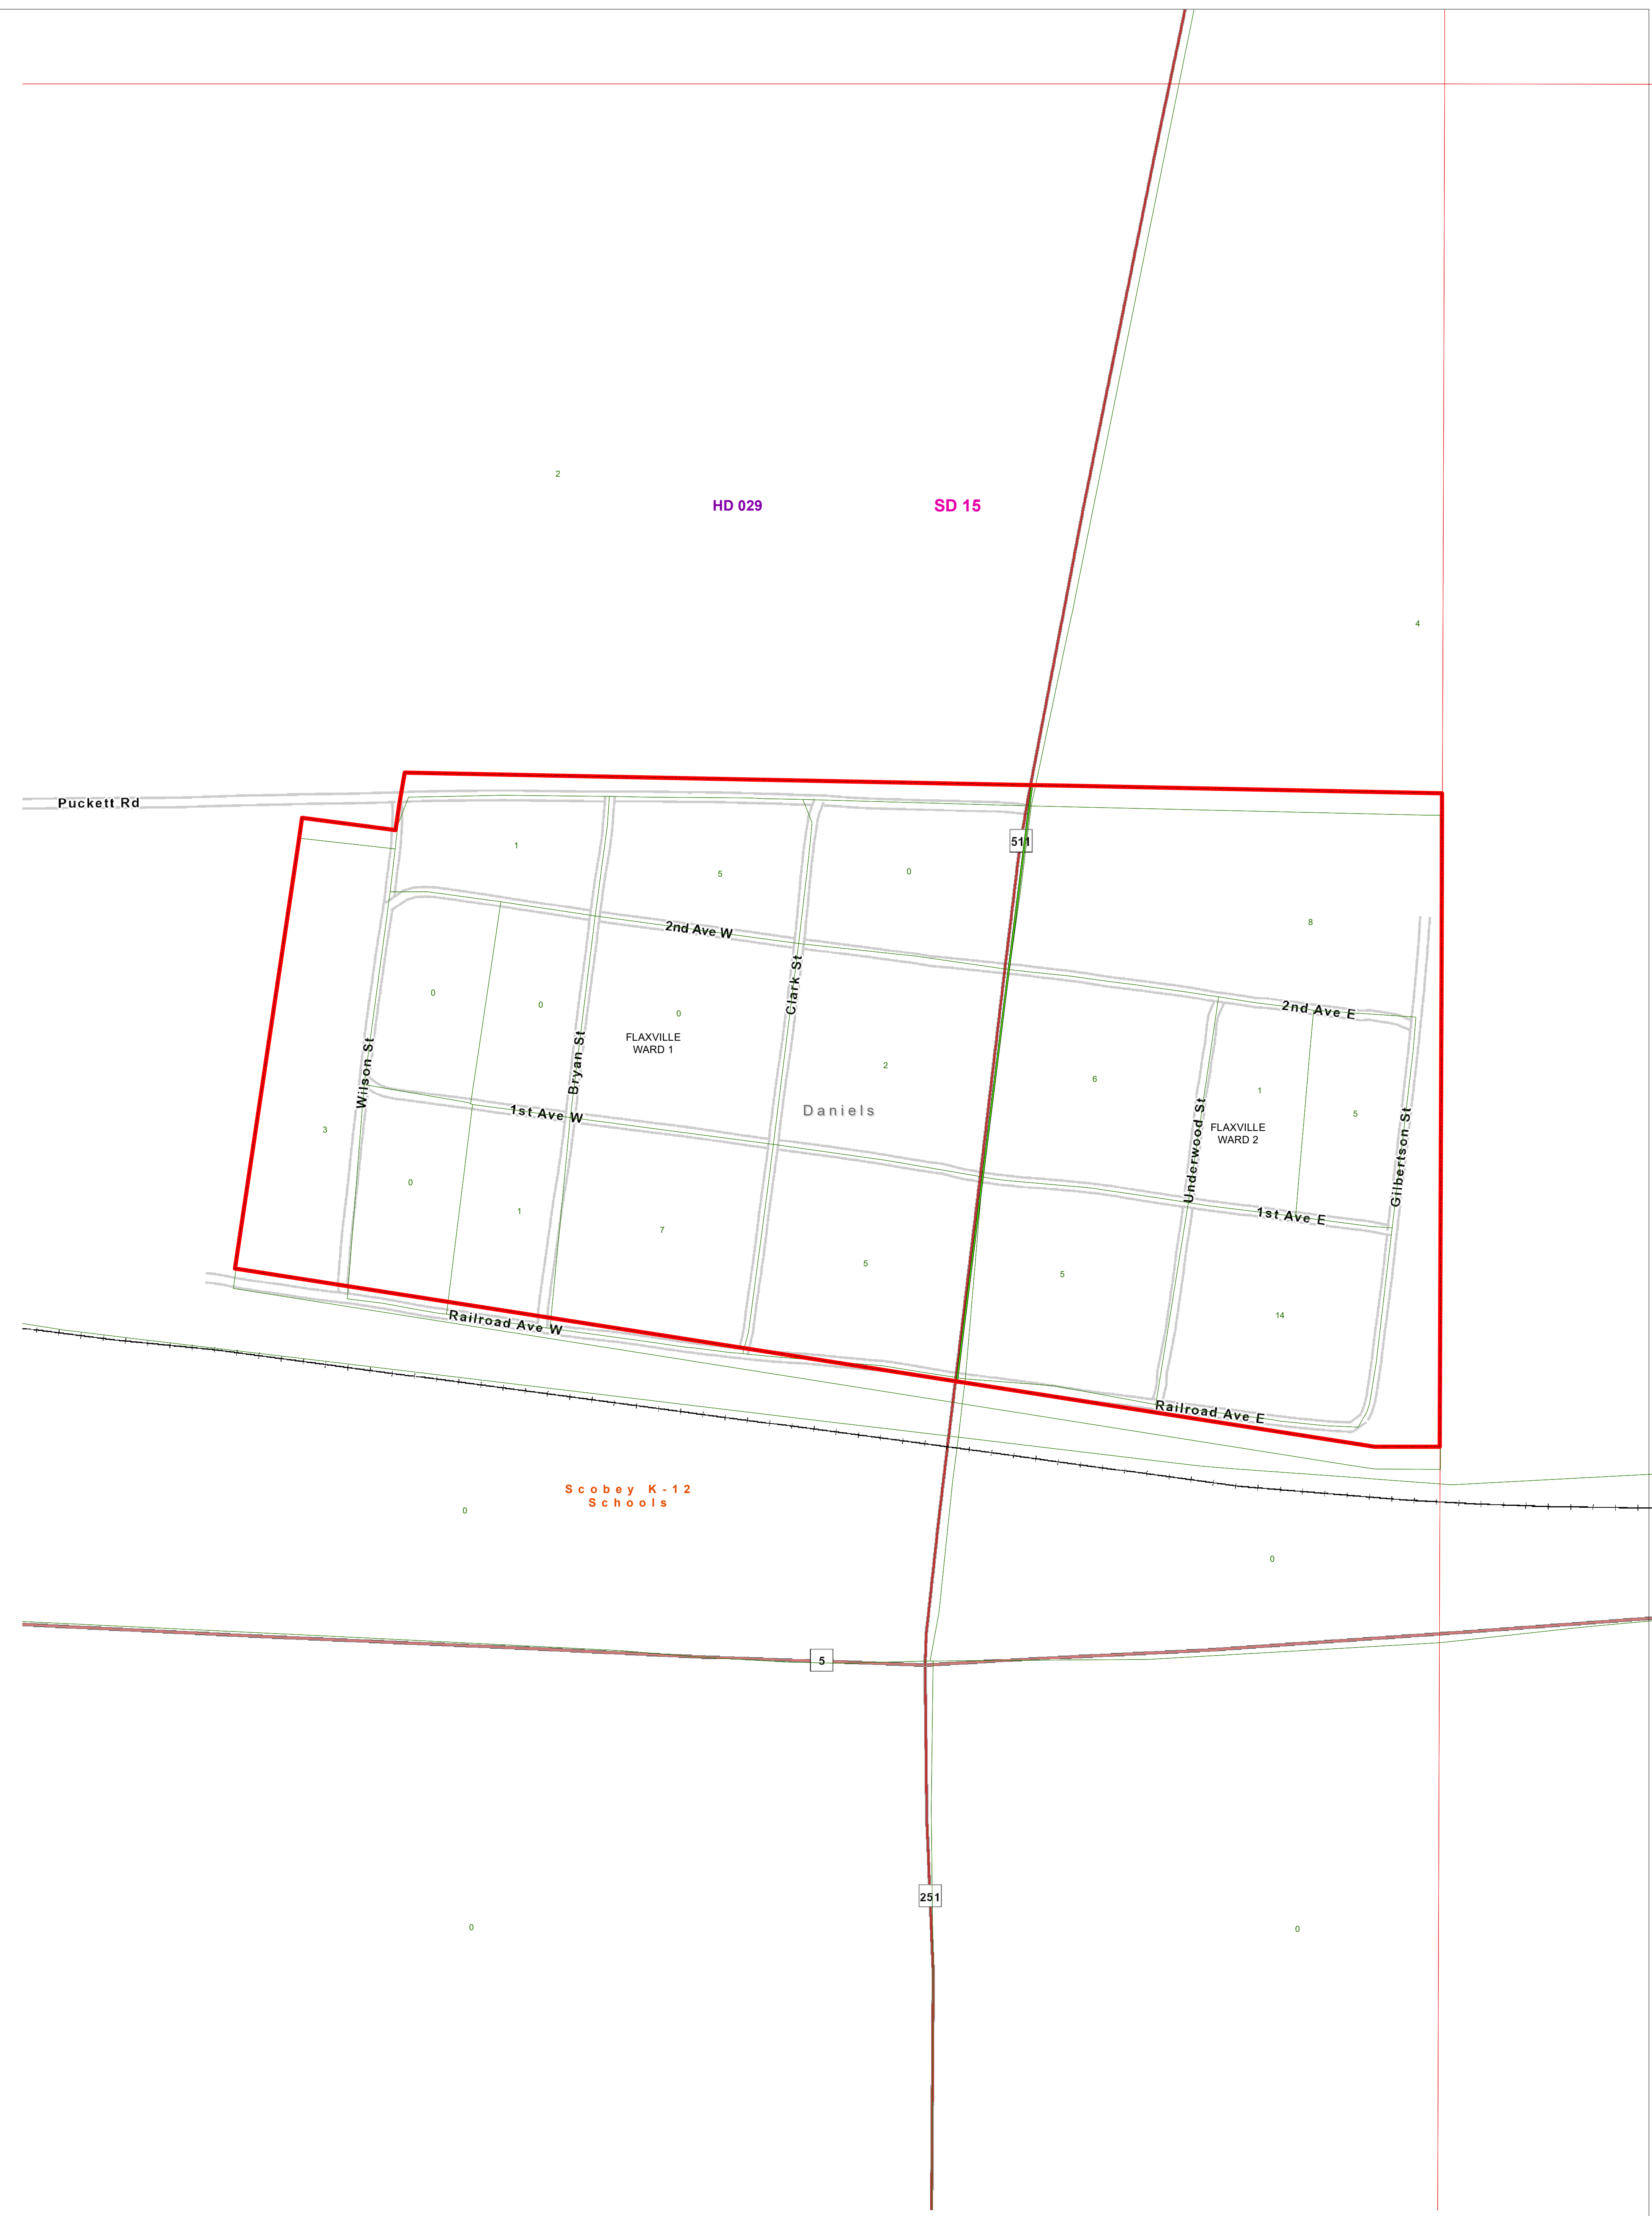 2
HD 029
SD 15
4
Puckett Rd
511
1
5
0
8
2nd Ave W
Clark St
2nd Ave E
0
0
0
FLAXVILLE
WARD 1
Bryan St
Wilson St
2
6
1
5
Daniels
1st Ave W
Underwood St
FLAXVILLE
WARD 2
Gilbertson St
3
0
1
7
1st Ave E
5
5
14
Railroad Ave W
Railroad Ave E
Scobey K-12
Schools
0
0
5
251
0
0